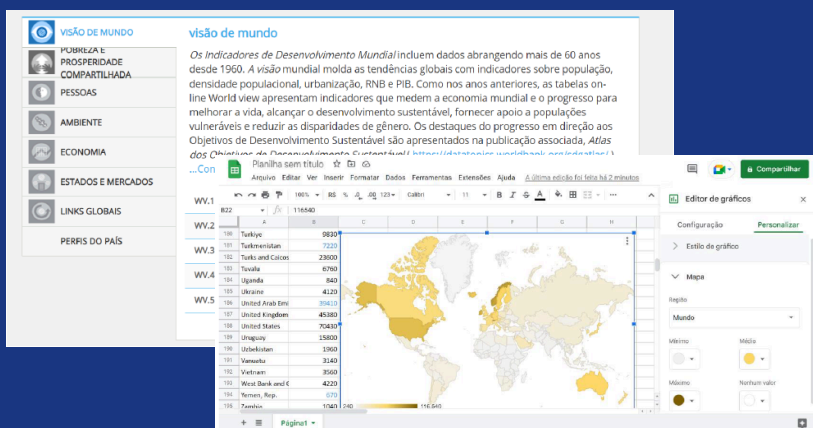 VISÃO DE MUNDO
POBREZA E
PROSPERIDADE
COMPARTILHADA
PESSOAS
AMBIENTE
ECONOMIA
ESTADOS E MERCADOS
LINKS GLOBAIS
PERFIS DO PAÍS
visão de mundo
Os Indicadores de Desenvolvimento Mundial incluem dados abrangendo mais de 60 anos
desde 1960. A visão mundial molda as tendências globais com indicadores sobre população,
densidade populacional, urbanização, RNB e PIB. Como nos anos anteriores, as tabelas on-
line World view apresentam indicadores que medem a economia mundial e o progresso para
melhorar a vida, alcançar o desenvolvimento sustentável, fornecer apoio a populações
vulneráveis e reduzir as disparidades de gênero. Os destaques do progresso em direção aos
Objetivos de Desenvolvimento Sustentável são apresentados na publicação associada, Atlas
dos Objetivos de Desenvolvimento Sustentável
...Con
WV.1
WV.2
WV.3
WV.4
WV.5
Planilha sem título
Arquivo Editar Ver Inserir Formatar Dados Ferramentas Extensões Ajuda A última edição foi feita há 2 minutos
Compartilhar
100% R$ % .0 .00 123 Calibri 11 B I S A
B22 fx 116540
A B C D E F G H
180 Turkiye 9830
181 Turkmenistan 7220
182 Turks and Caicos 23600
183 Tuvalu 6760
184 Uganda 840
185 Ukraine 4120
186 United Arab Emi 39410
187 United Kingdom 45380
188 United States 70430
189 Uruguay 15800
190 Uzbekistan 1960
191 Vanuatu 3140
192 Vietnam 3560
193 West Bank and G 4220
194 Yemen, Rep. 670
195 Zambia 1040
240 116.640
Página1
Editor de gráficos
Configuração Personalizar
Estilo de gráfico
Mapa
Região
Mundo
Mínimo Médio
Máximo Nenhum valor